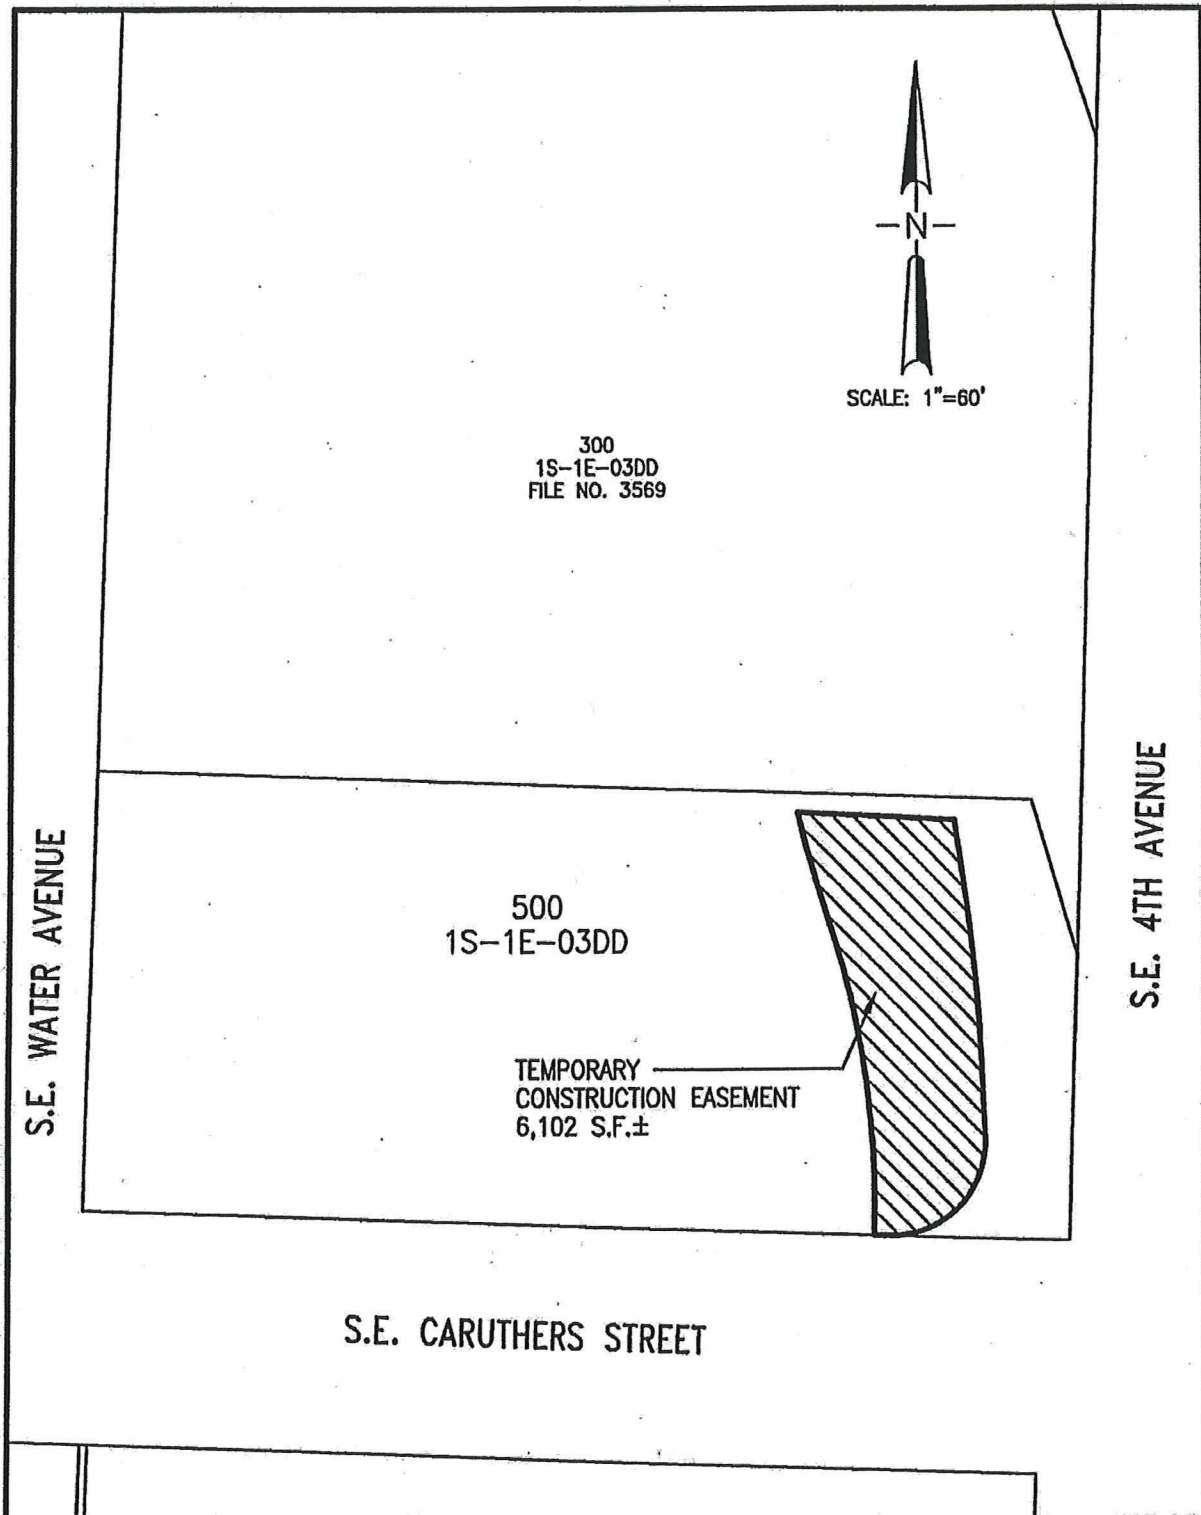 N
SCALE: 1"=60'
300
1S-1E-03DD
FILE NO. 3569
S.E. WATER AVENUE
S.E. 4TH AVENUE
500
1S-1E-03DD
TEMPORARY
CONSTRUCTION EASEMENT
6,102 S.F.±
S.E. CARUTHERS STREET